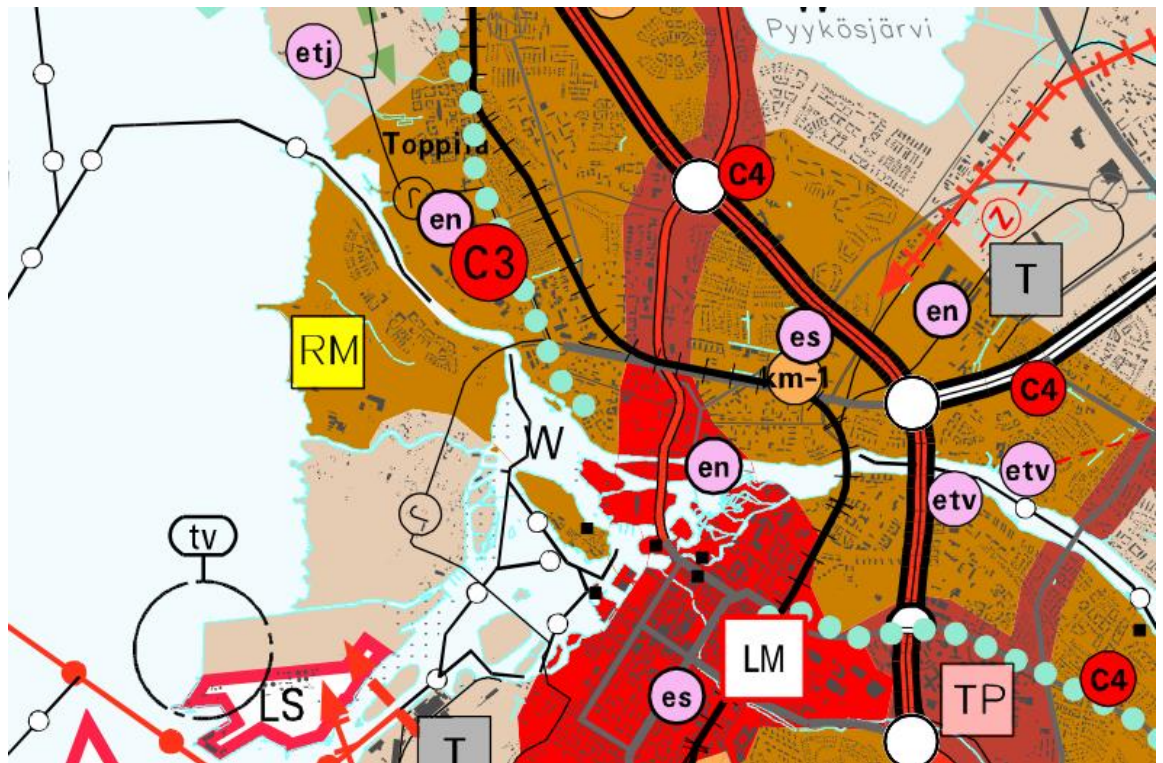 Pyykösjärvi
etj
Toppila
C4
en
C3
T
en
RM
es
km-1
C4
W
en
etv
etv
tv
LM
LS
es
TP
C4
T